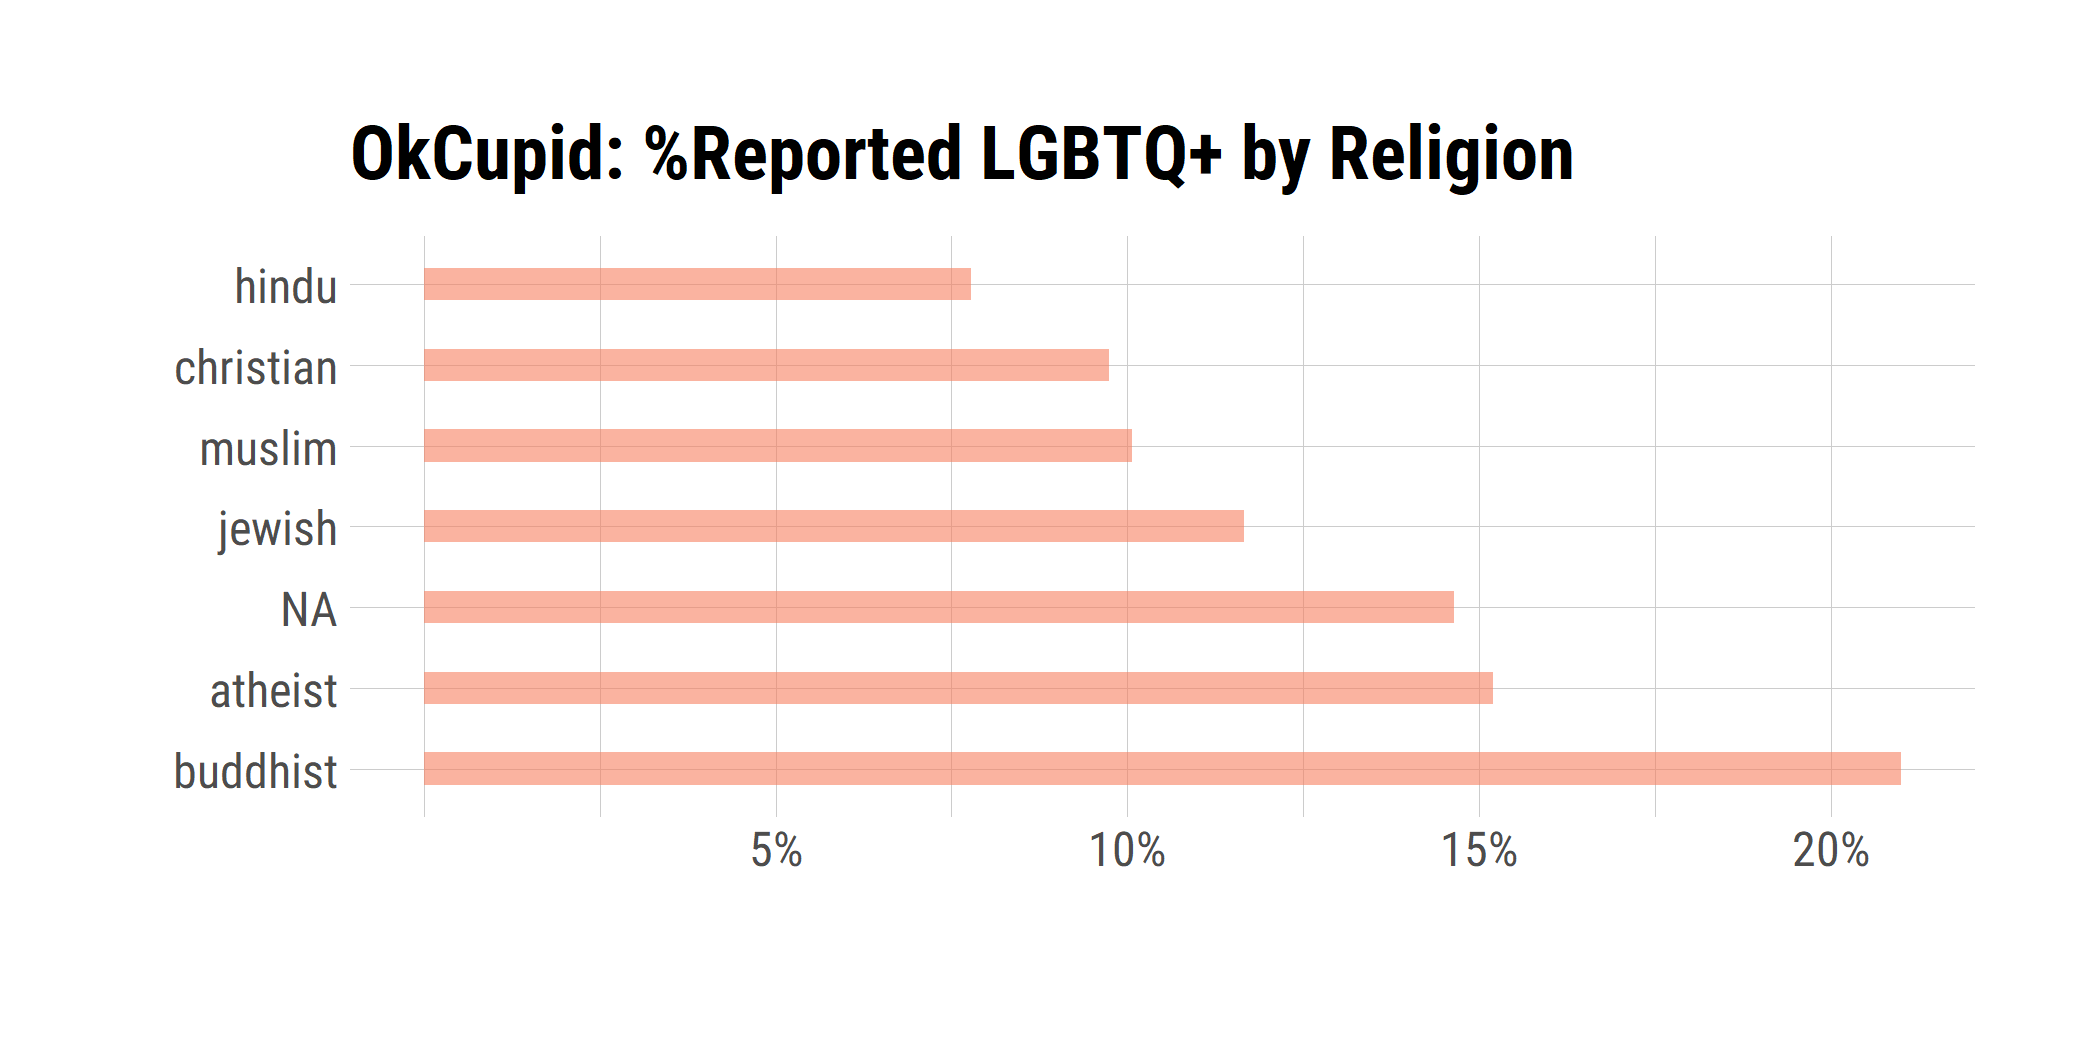 OkCupid: %Reported LGBTQ+ by Religion
hindu
christian
muslim
jewish
NA
atheist
buddhist
5% 10% 15% 20%